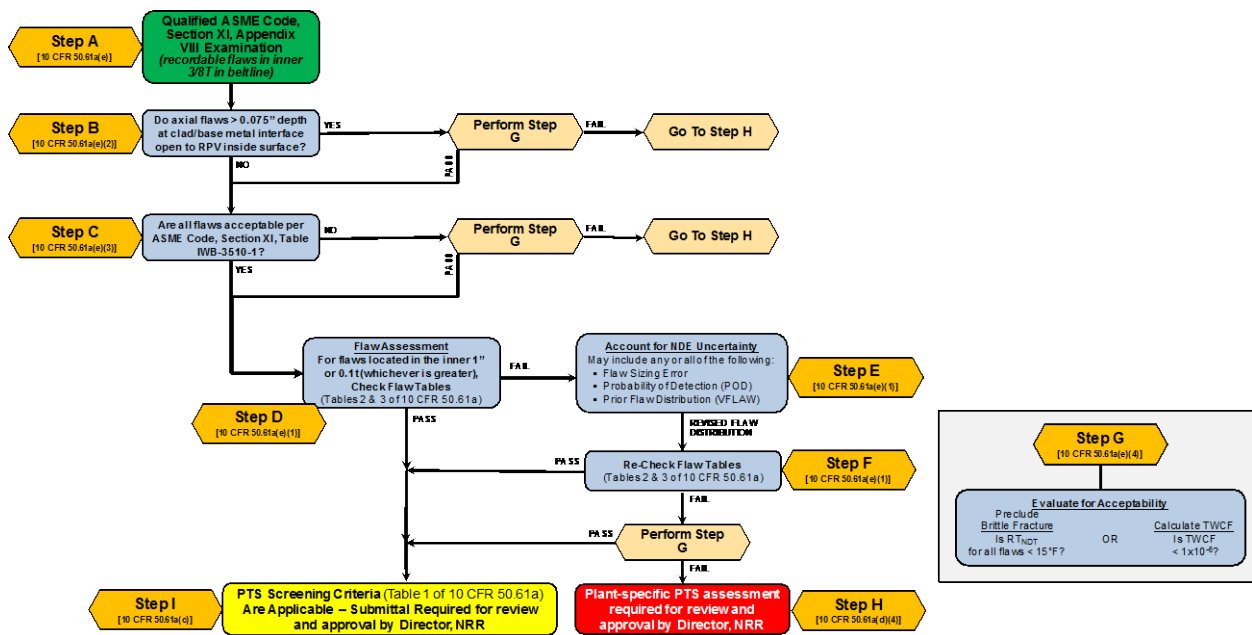 Qualified ASME Code,
Section XI, Appendix
VIII Examination
(recordable flaws in inner
3/8T in beltline)
Step A
[10 CFR 50.61a(e)]
Step B
[10 CFR 50.61a(e)(2)]
Do axial flaws > 0.075” depth
at clad/base metal interface
open to RPV inside surface?
YES
Perform Step
G
FAIL
Go To Step H
NO
PASS
Step C
[10 CFR 50.61a(e)(3)]
Are all flaws acceptable per
ASME Code, Section XI, Table
IWB-3510-1?
NO
Perform Step
G
FAIL
Go To Step H
YES
PASS
Flaw Assessment
For flaws located in the inner 1”
or 0.1t (whichever is greater),
Check Flaw Tables
(Tables 2 & 3 of 10 CFR 50.61a)
Step D
[10 CFR 50.61a(e)(1)]
FAIL
PASS
Account for NDE Uncertainty
May include any or all of the following:
• Flaw Sizing Error
• Probability of Detection (POD)
• Prior Flaw Distribution (VFLAW)
Step E
[10 CFR 50.61a(e)(1)]
REVISED FLAW
DISTRIBUTION
PASS
Re-Check Flaw Tables
(Tables 2 & 3 of 10 CFR 50.61a)
Step F
[10 CFR 50.61a(e)(1)]
FAIL
PASS
Perform Step
G
FAIL
Step I
[10 CFR 50.61a(c)]
PTS Screening Criteria (Table 1 of 10 CFR 50.61a)
Are Applicable – Submittal Required for review
and approval by Director, NRR
Plant-specific PTS assessment
required for review and
approval by Director, NRR
Step H
[10 CFR 50.61a(d)(4)]
Step G
[10 CFR 50.61a(e)(4)]
Evaluate for Acceptability
Preclude
Brittle Fracture
Is RTNDT
for all flaws < 15°F?
OR
Calculate TWCF
Is TWCF
< 1x10⁻⁶?